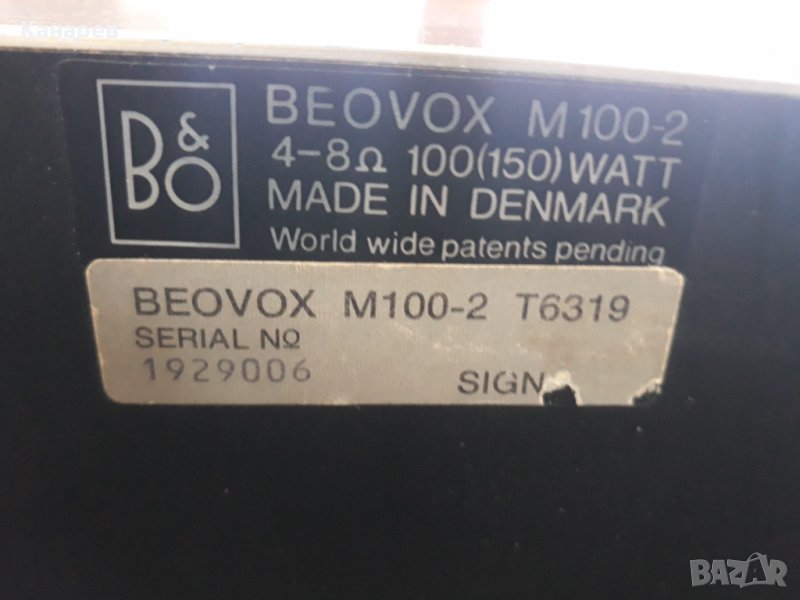 Канарев
B&O
BEOVOX M100-2
4-8Ω 100(150) WATT
MADE IN DENMARK
World wide patents pending
BEOVOX M100-2 T6319
SERIAL Nº
1929006
SIGN
BAZAR